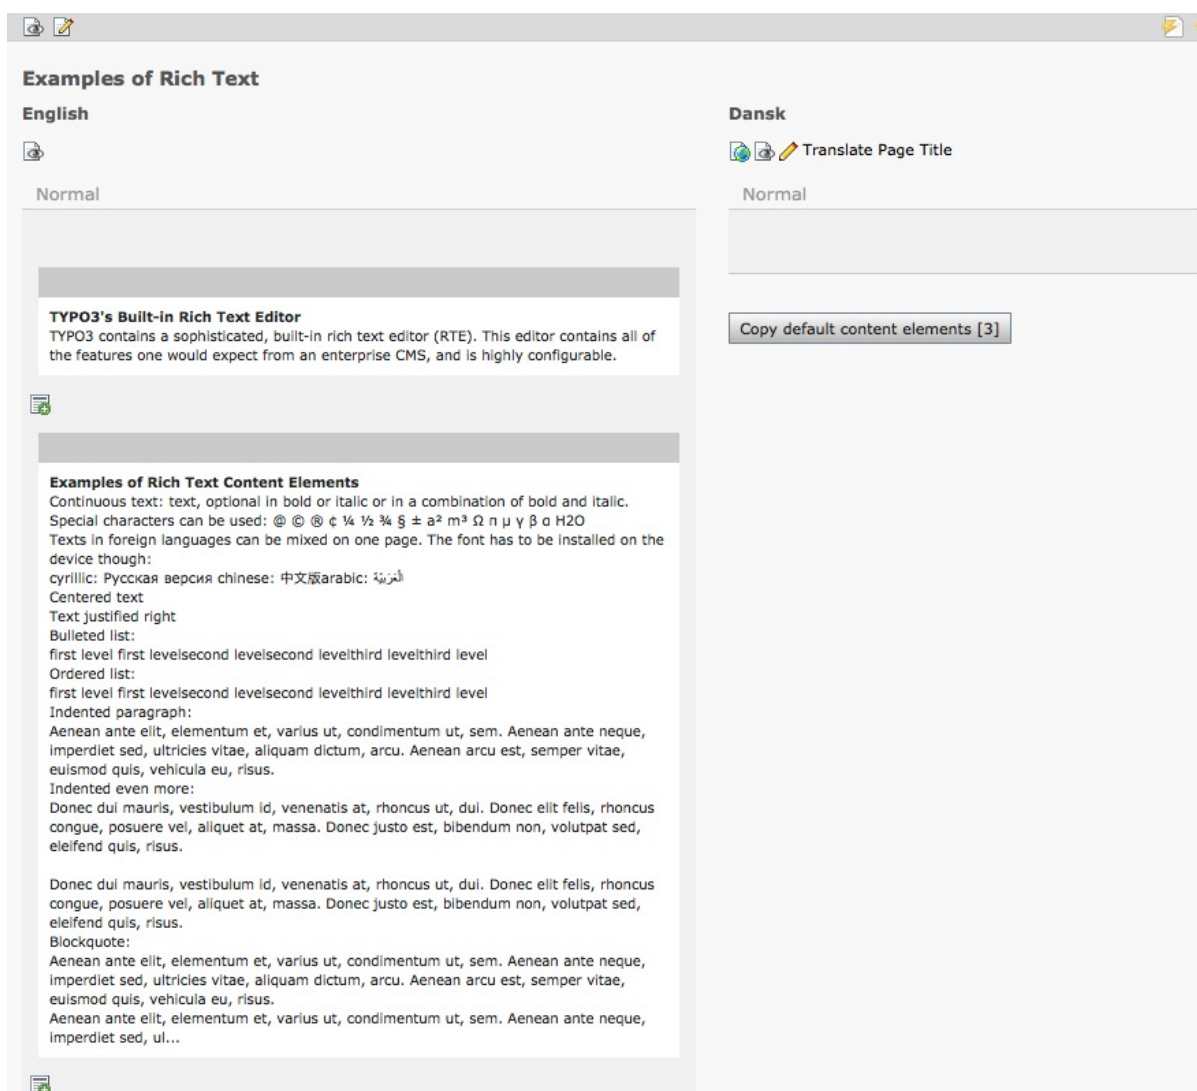 Examples of Rich Text
English
Dansk
Translate Page Title
Normal
Normal
TYPO3's Built-in Rich Text Editor
TYPO3 contains a sophisticated, built-in rich text editor (RTE). This editor contains all of
the features one would expect from an enterprise CMS, and is highly configurable.
Copy default content elements [3]
Examples of Rich Text Content Elements
Continuous text: text, optional in bold or italic or in a combination of bold and italic.
Special characters can be used: @ © ® ¢ ¼ ½ ¾ § ± a² m³ Ω π µ γ β α H2O
Texts in foreign languages can be mixed on one page. The font has to be installed on the
device though:
cyrillic: Русская версия chinese: 中文版arabic: الْعَرَبيّة
Centered text
Text justified right
Bulleted list:
first level first levelsecond levelsecond levelthird levelthird level
Ordered list:
first level first levelsecond levelsecond levelthird levelthird level
Indented paragraph:
Aenean ante elit, elementum et, varius ut, condimentum ut, sem. Aenean ante neque,
imperdiet sed, ultricies vitae, aliquam dictum, arcu. Aenean arcu est, semper vitae,
euismod quis, vehicula eu, risus.
Indented even more:
Donec dui mauris, vestibulum id, venenatis at, rhoncus ut, dui. Donec elit felis, rhoncus
congue, posuere vel, aliquet at, massa. Donec justo est, bibendum non, volutpat sed,
eleifend quis, risus.
Donec dui mauris, vestibulum id, venenatis at, rhoncus ut, dui. Donec elit felis, rhoncus
congue, posuere vel, aliquet at, massa. Donec justo est, bibendum non, volutpat sed,
eleifend quis, risus.
Blockquote:
Aenean ante elit, elementum et, varius ut, condimentum ut, sem. Aenean ante neque,
imperdiet sed, ultricies vitae, aliquam dictum, arcu. Aenean arcu est, semper vitae,
euismod quis, vehicula eu, risus.
Aenean ante elit, elementum et, varius ut, condimentum ut, sem. Aenean ante neque,
imperdiet sed, ul...